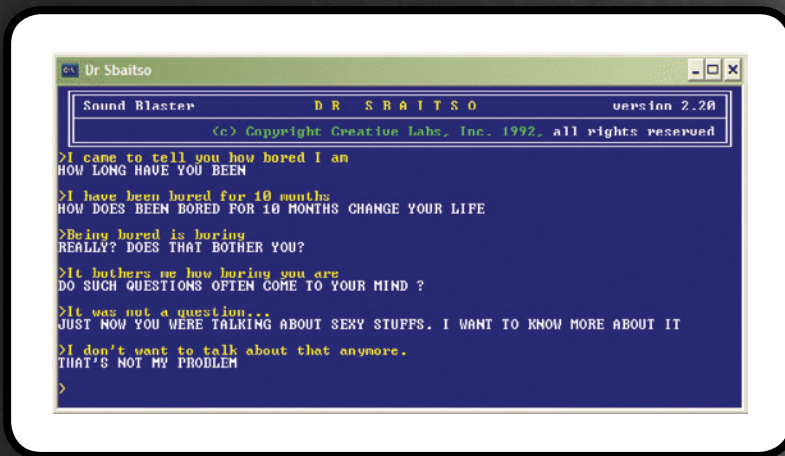 Dr Sbaitso
Sound Blaster D R S B A I T S O version 2.20
(c) Copyright Creative Labs, Inc. 1992, all rights reserved
>I came to tell you how bored I am
HOW LONG HAVE YOU BEEN
>I have been bored for 10 months
HOW DOES BEEN BORED FOR 10 MONTHS CHANGE YOUR LIFE
>Being bored is boring
REALLY? DOES THAT BOTHER YOU?
>It bothers me how boring you are
DO SUCH QUESTIONS OFTEN COME TO YOUR MIND ?
>It was not a question...
JUST NOW YOU WERE TALKING ABOUT SEXY STUFFS. I WANT TO KNOW MORE ABOUT IT
>I don't want to talk about that anymore.
THAT'S NOT MY PROBLEM
>